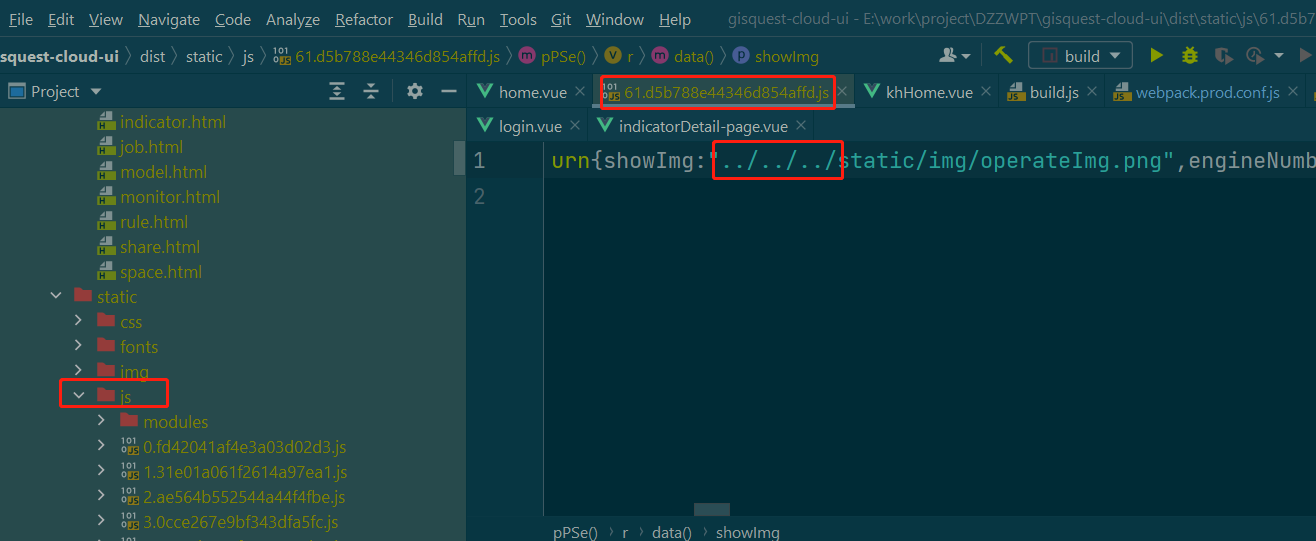 File Edit View Navigate Code Analyze Refactor Build Run Tools Git Window Help gisquest-cloud-ui - E:\work\project\DZZWPT\gisquest-cloud-ui\dist\static\js\61.d5b7
squest-cloud-ui dist static js 61.d5b788e44346d854affd.js pPSe() r data() showImg build
Project home.vue 61.d5b788e44346d854affd.js khHome.vue build.js webpack.prod.conf.js
login.vue indicatorDetail-page.vue
indicator.html
job.html
model.html
monitor.html
rule.html
share.html
space.html
static
css
fonts
img
js
modules
0.fd42041af4e3a03d02d3.js
1.31e01a061f2614a97ea1.js
2.ae564b552544a44f4fbe.js
3.0cce267e9bf343dfa5fc.js
1 urn{showImg:"../../../static/img/operateImg.png",engineNumb
2
pPSe() r data() showImg